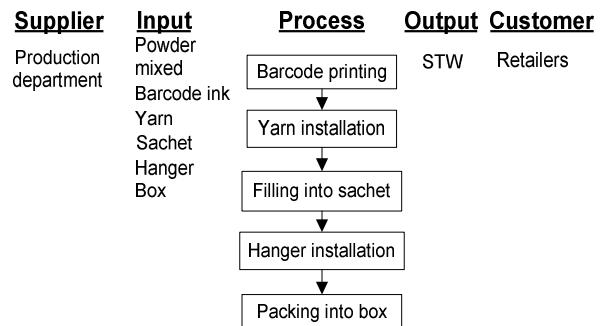 Supplier
Production
department
Input
Powder
mixed
Barcode ink
Yarn
Sachet
Hanger
Box
Process
Barcode printing
Yarn installation
Filling into sachet
Hanger installation
Packing into box
Output
STW
Customer
Retailers